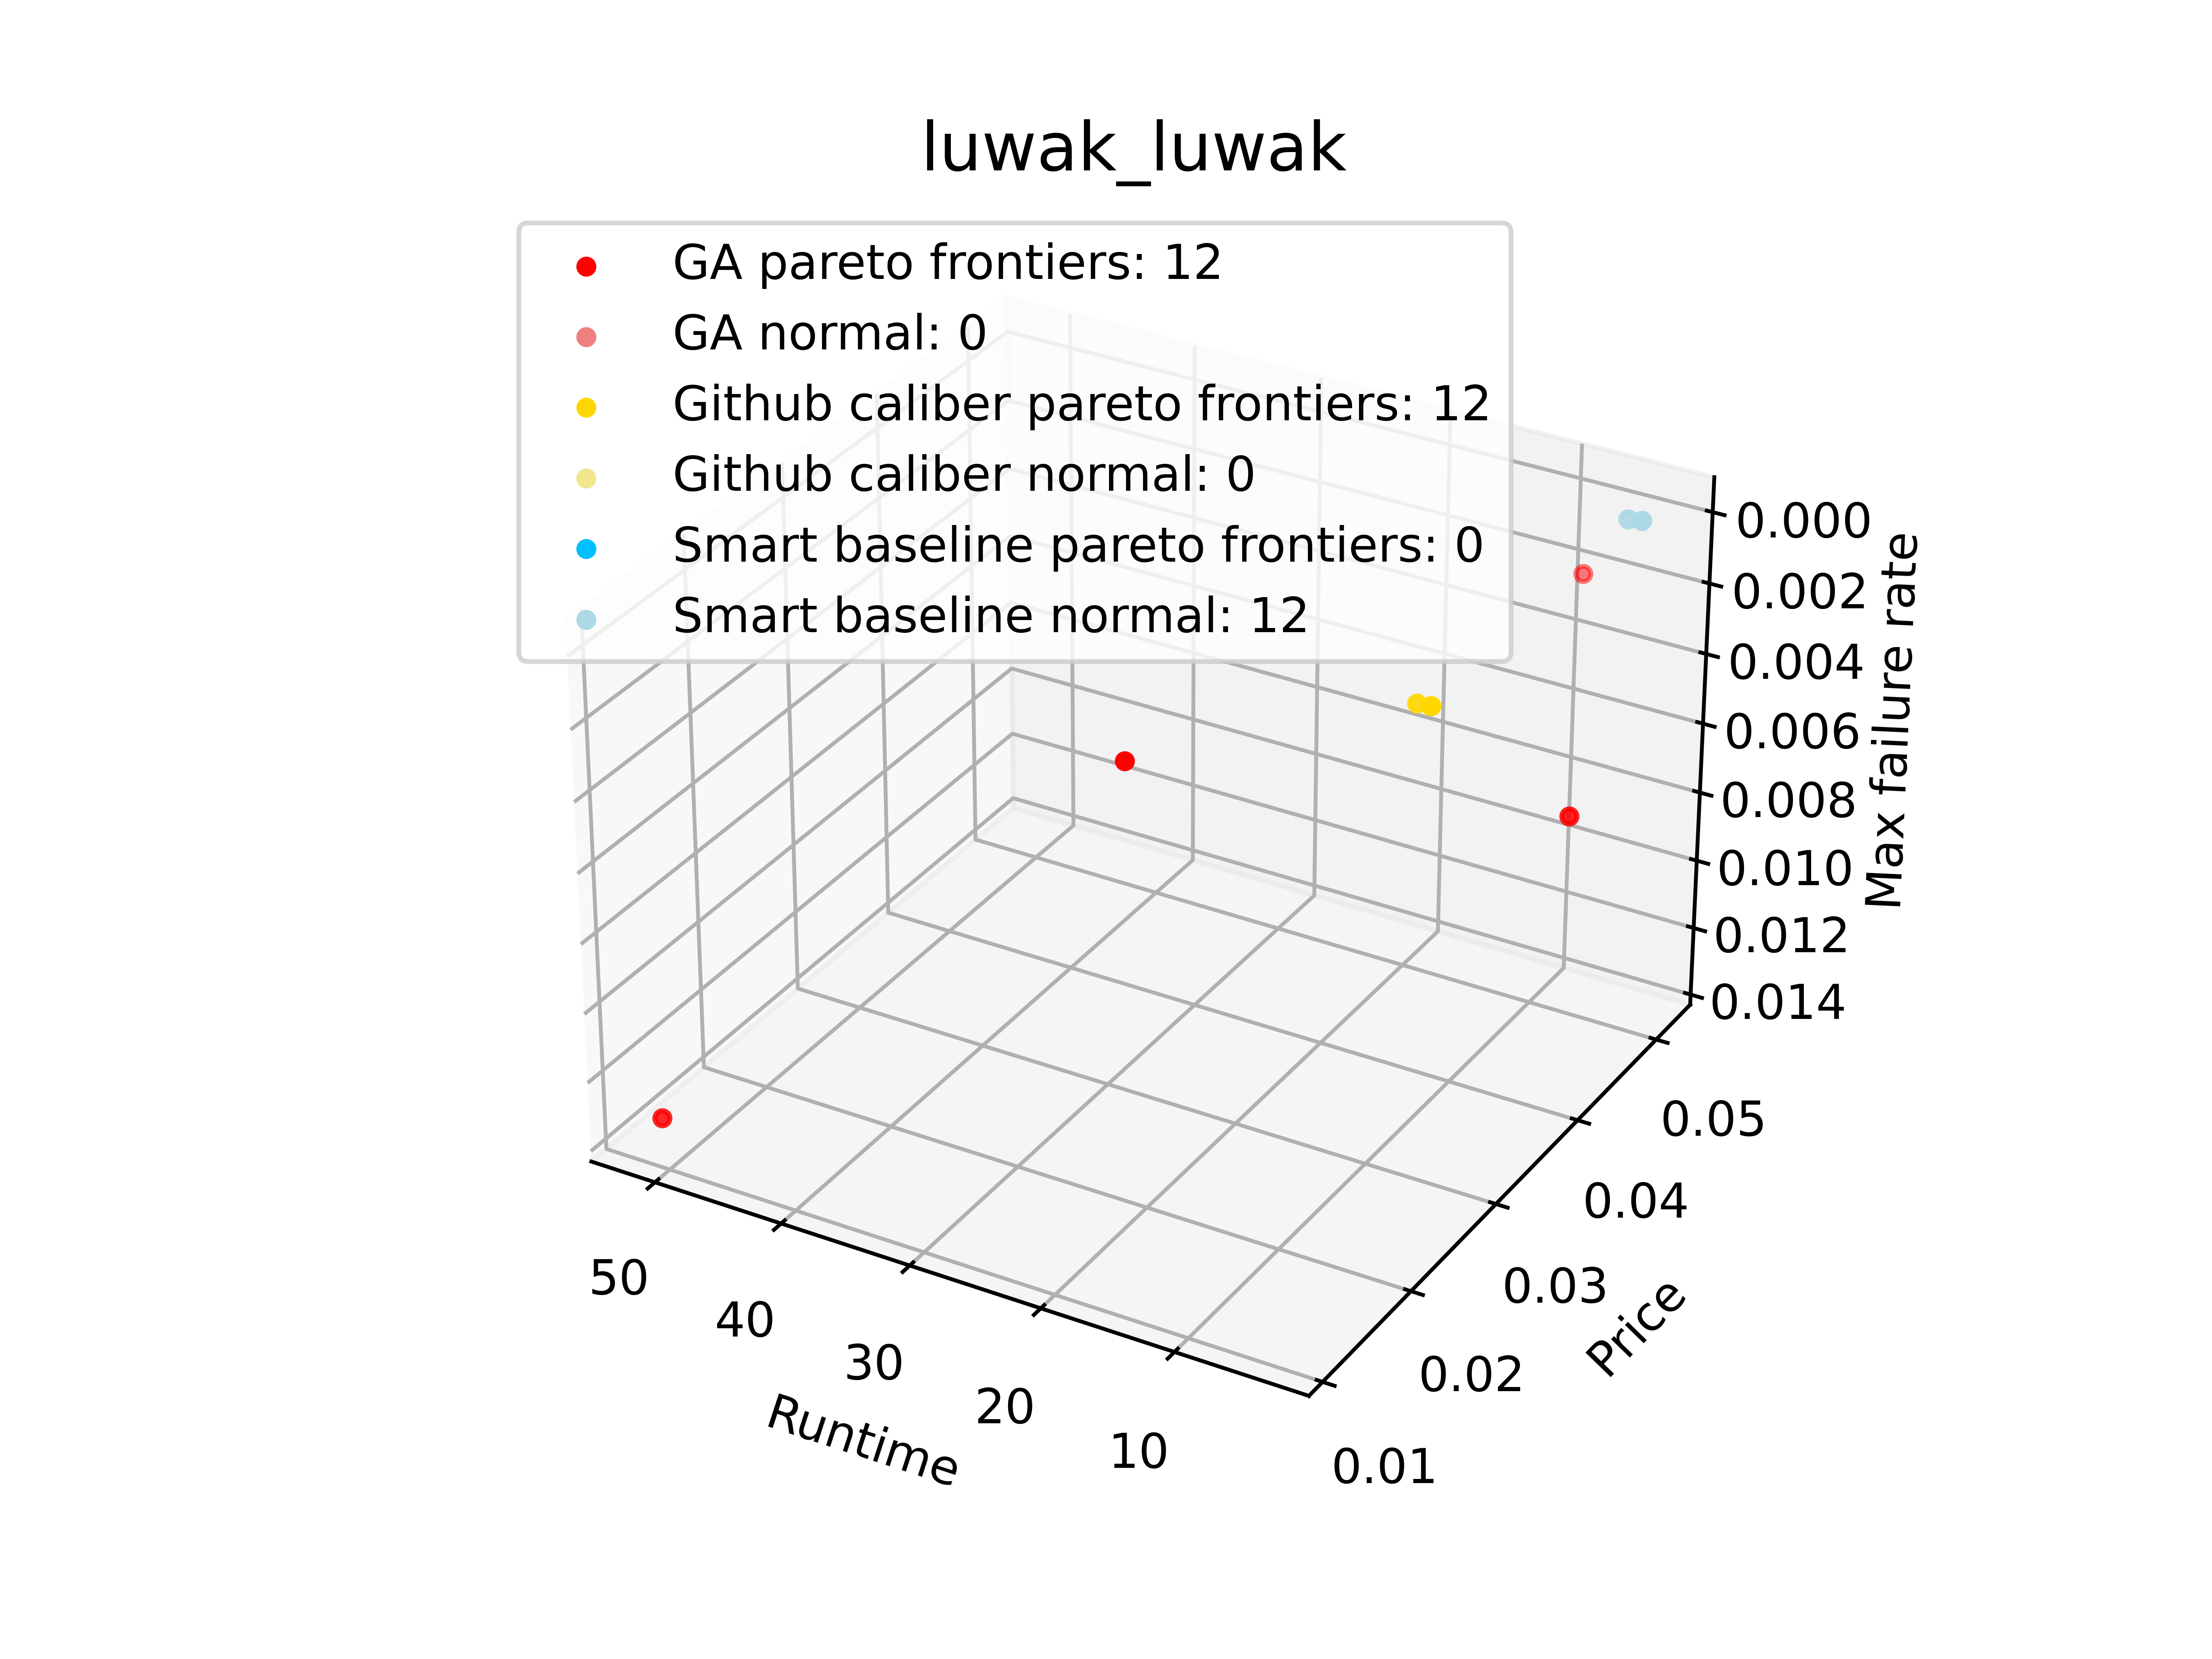 luwak_luwak
GA pareto frontiers: 12
GA normal: 0
Github caliber pareto frontiers: 12
Github caliber normal: 0
Smart baseline pareto frontiers: 0
Smart baseline normal: 12
0.000
0.002
0.004
0.006
0.008
0.010
0.012
0.014
Max failure rate
0.05
0.04
0.03
0.02
0.01
Price
50
40
30
20
10
Runtime